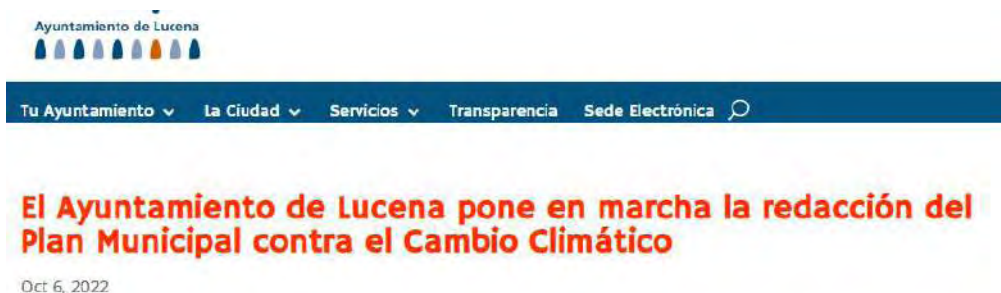 Ayuntamiento de Lucena
Tu Ayuntamiento La Ciudad Servicios Transparencia Sede Electrónica
El Ayuntamiento de Lucena pone en marcha la redacción del
Plan Municipal contra el Cambio Climático
Oct 6, 2022